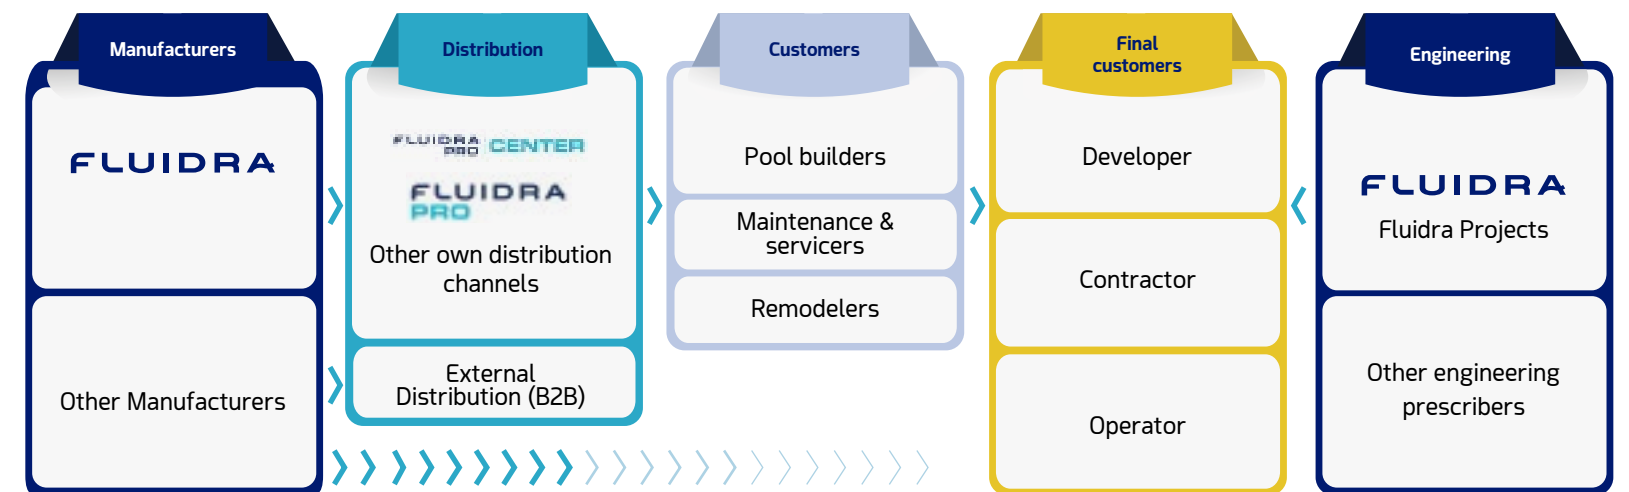 Manufacturers
FLUIDRA
Other Manufacturers
Distribution
FLUIDRA
PRO CENTER
FLUIDRA
PRO
Other own distribution
channels
External
Distribution (B2B)
Customers
Pool builders
Maintenance &
servicers
Remodelers
Final
customers
Developer
Contractor
Operator
Engineering
FLUIDRA
Fluidra Projects
Other engineering
prescribers